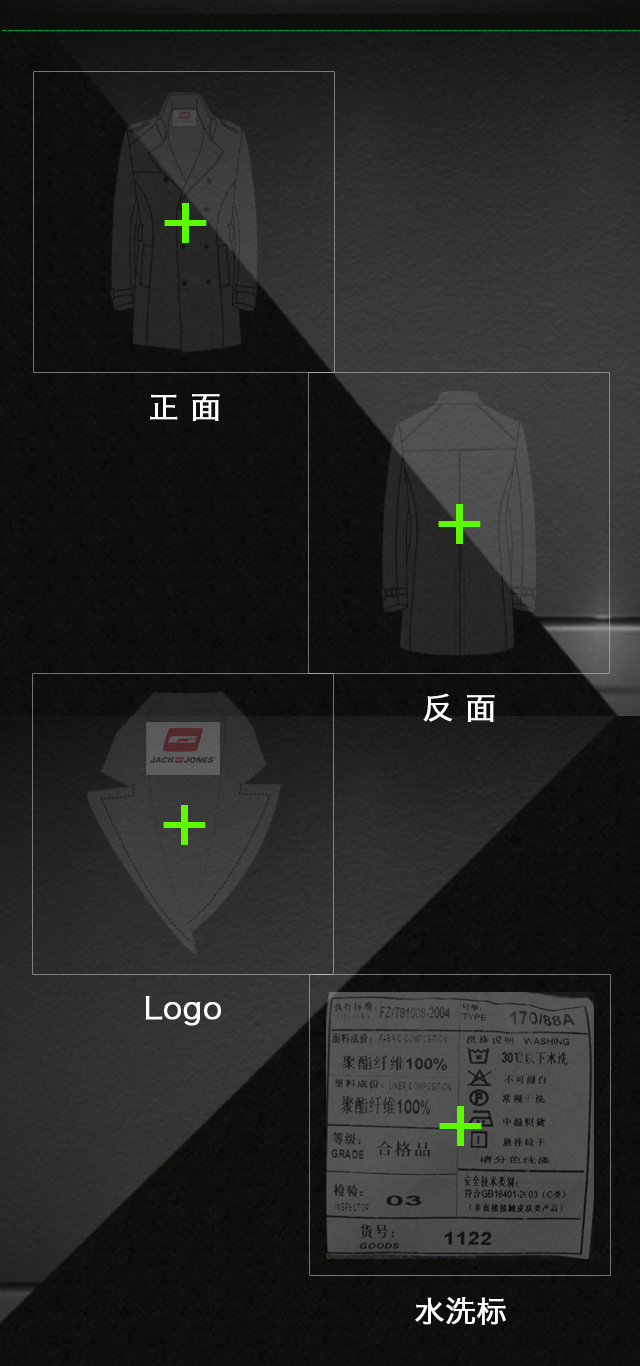 正 面
反 面
JACK JONES
Logo
执行标准: FZ/T81008-2004
号型:
TYPE 170/88A
面料成份: FABRIC COMPOSITION
聚酯纤维100%
里料成份: LINER COMPOSITION
聚酯纤维100%
洗涤说明 WASHING
30℃以下水洗
不可漂白
常规干洗
中温熨烫
悬挂晾干
请分色洗涤
等级:
GRADE 合格品
检验:
INSPECTOR 03
安全技术类别:
符合GB18401-2003(C类)
(非直接接触皮肤类产品)
货号:
GOODS 1122
水洗标